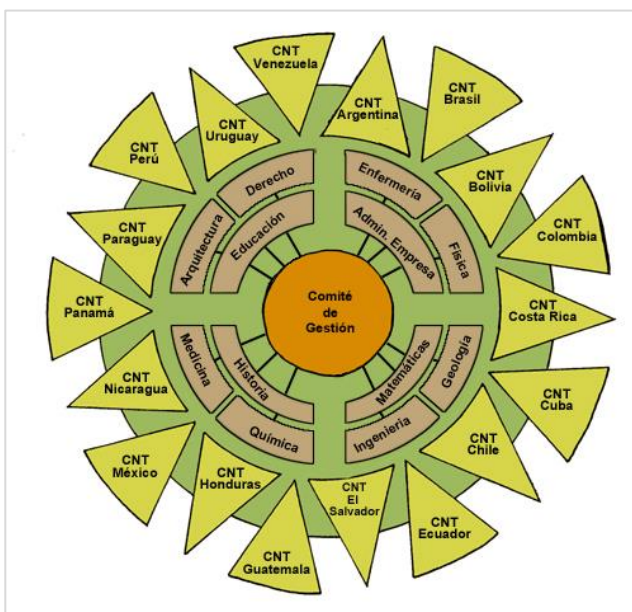 CNT
Venezuela
CNT
Argentina
CNT
Brasil
CNT
Bolivia
CNT
Colombia
CNT
Costa Rica
CNT
Cuba
CNT
Chile
CNT
Ecuador
CNT
El
Salvador
CNT
Guatemala
CNT
Honduras
CNT
México
CNT
Nicaragua
CNT
Panamá
CNT
Paraguay
CNT
Perú
CNT
Uruguay
Derecho
Enfermería
Arquitectura
Educación
Admin. Empresa
Física
Comité
de
Gestión
Medicina
Historia
Matemáticas
Geología
Química
Ingeniería